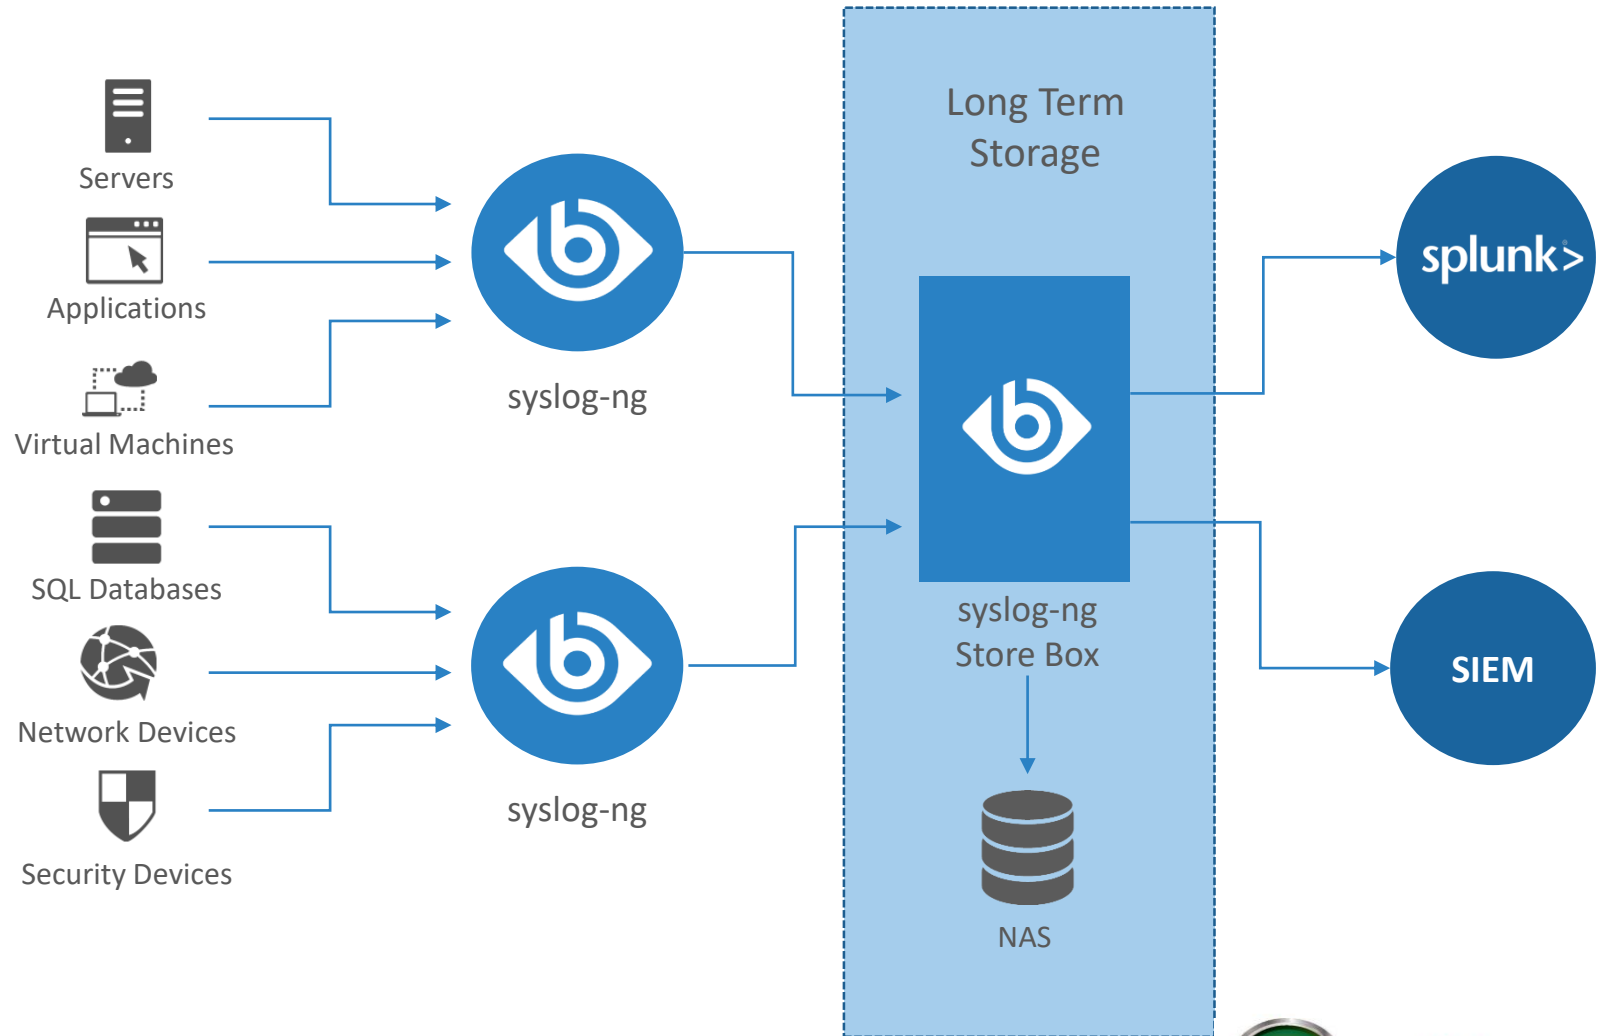 Servers
Applications
Virtual Machines
SQL Databases
Network Devices
Security Devices
syslog-ng
syslog-ng
Long Term
Storage
syslog-ng
Store Box
NAS
splunk>
SIEM